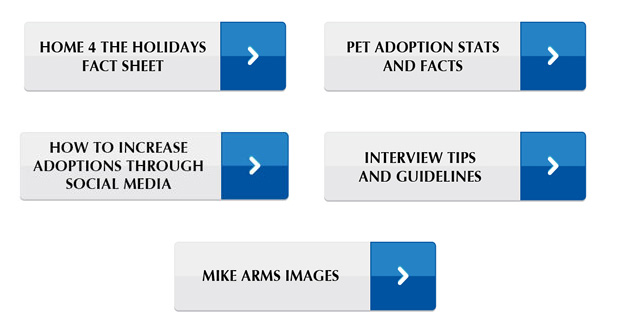 HOME 4 THE HOLIDAYS
FACT SHEET
PET ADOPTION STATS
AND FACTS
HOW TO INCREASE
ADOPTIONS THROUGH
SOCIAL MEDIA
INTERVIEW TIPS
AND GUIDELINES
MIKE ARMS IMAGES